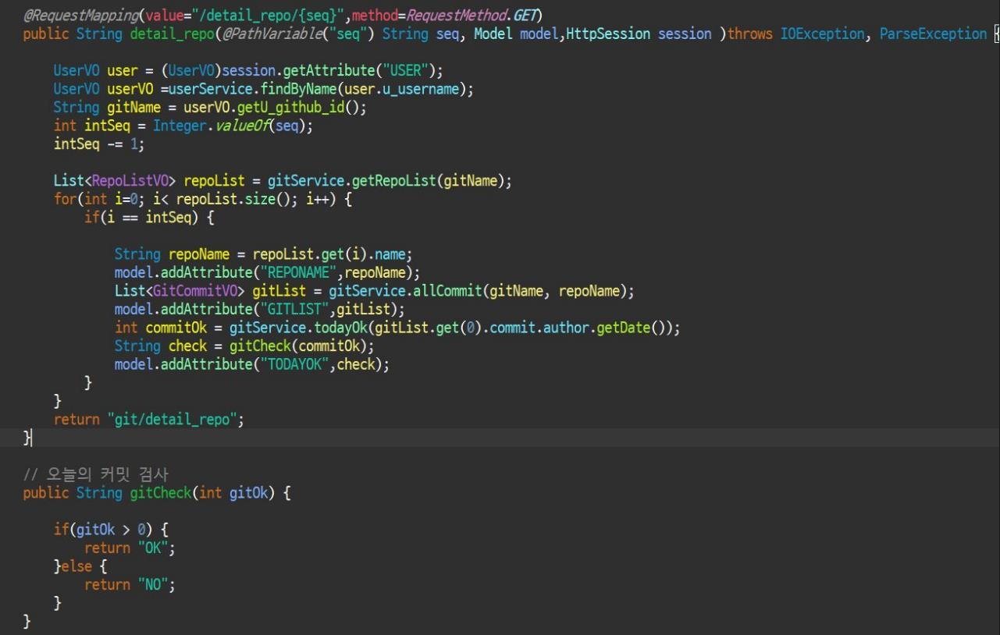 @RequestMapping(value="/detail_repo/{seq}",method=RequestMethod.GET)
public String detail_repo(@PathVariable("seq") String seq, Model model,HttpSession session )throws IOException, ParseException {
UserVO user = (UserVO)session.getAttribute("USER");
UserVO userVO =userService.findByName(user.u_username);
String gitName = userVO.getU_github_id();
int intSeq = Integer.valueOf(seq);
intSeq -= 1;
List<RepoListVO> repoList = gitService.getRepoList(gitName);
for(int i=0; i< repoList.size(); i++) {
if(i == intSeq) {
String repoName = repoList.get(i).name;
model.addAttribute("REPONAME",repoName);
List<GitCommitVO> gitList = gitService.allCommit(gitName, repoName);
model.addAttribute("GITLIST",gitList);
int commitOk = gitService.todayOk(gitList.get(0).commit.author.getDate());
String check = gitCheck(commitOk);
model.addAttribute("TODAYOK",check);
}
}
return "git/detail_repo";
}
// 오늘의 커밋 검사
public String gitCheck(int gitOk) {
if(gitOk > 0) {
return "OK";
}else {
return "NO";
}
}